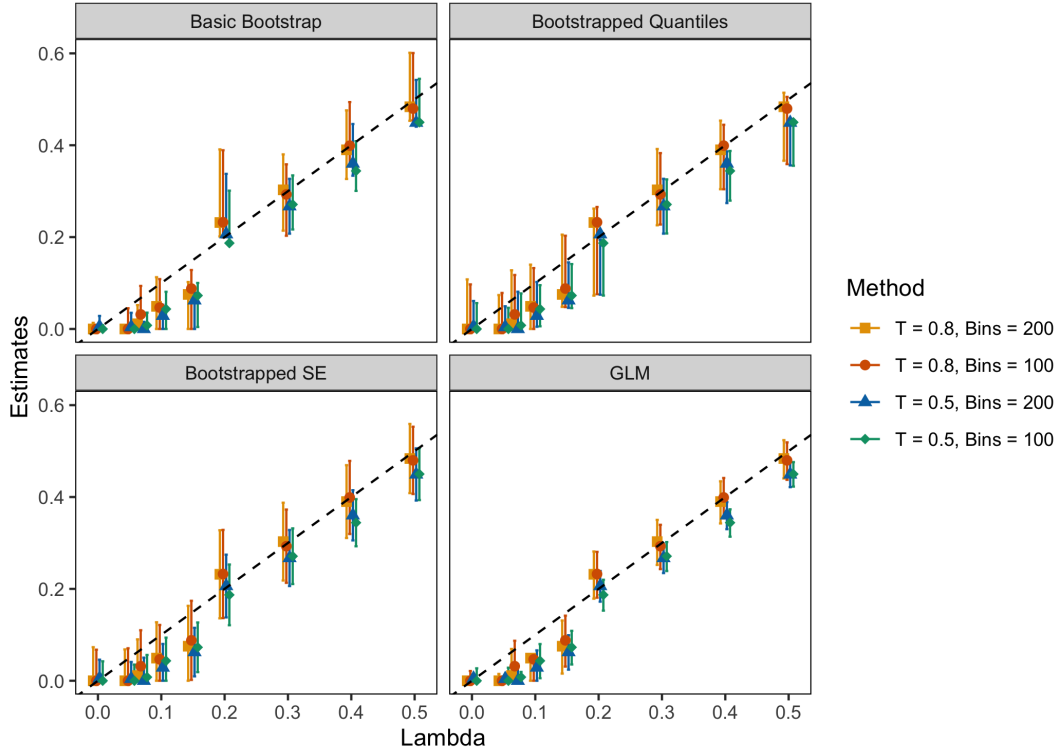 Basic Bootstrap
Bootstrapped Quantiles
0.6
0.4
0.2
0.0
Bootstrapped SE
GLM
0.6
0.4
0.2
0.0
Estimates
0.0 0.1 0.2 0.3 0.4 0.5
0.0 0.1 0.2 0.3 0.4 0.5
Lambda
Method
T = 0.8, Bins = 200
T = 0.8, Bins = 100
T = 0.5, Bins = 200
T = 0.5, Bins = 100